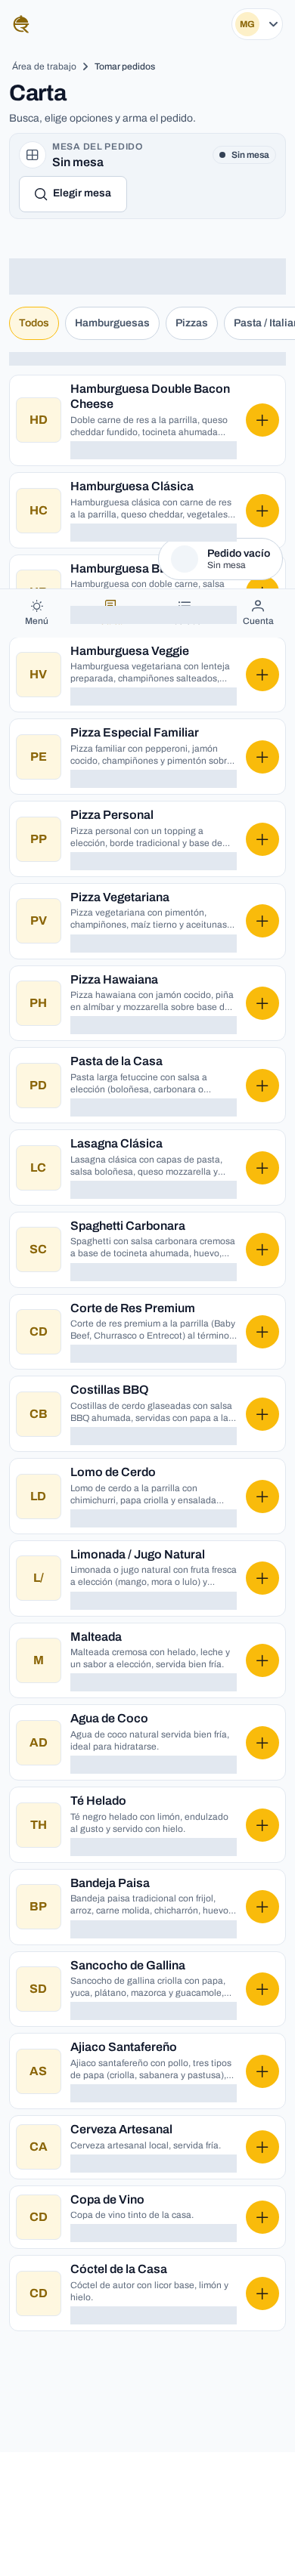 MG
Área de trabajo
Tomar pedidos
Carta
Busca, elige opciones y arma el pedido.
MESA DEL PEDIDO
Sin mesa
Sin mesa
Elegir mesa
Todos
Hamburguesas
Pizzas
Pasta / Italian
HD
Hamburguesa Double Bacon
Cheese
Doble carne de res a la parrilla, queso
cheddar fundido, tocineta ahumada...
HC
Hamburguesa Clásica
Hamburguesa clásica con carne de res
a la parrilla, queso cheddar, vegetales...
Pedido vacío
Sin mesa
Hamburguesa
Hamburguesa con doble carne, salsa
Menú
Cuenta
HV
Hamburguesa Veggie
Hamburguesa vegetariana con lenteja
preparada, champiñones salteados,...
PE
Pizza Especial Familiar
Pizza familiar con pepperoni, jamón
cocido, champiñones y pimentón sobr...
PP
Pizza Personal
Pizza personal con un topping a
elección, borde tradicional y base de...
PV
Pizza Vegetariana
Pizza vegetariana con pimentón,
champiñones, maíz tierno y aceitunas...
PH
Pizza Hawaiana
Pizza hawaiana con jamón cocido, piña
en almíbar y mozzarella sobre base d...
PD
Pasta de la Casa
Pasta larga fetuccine con salsa a
elección (boloñesa, carbonara o...
LC
Lasagna Clásica
Lasagna clásica con capas de pasta,
salsa boloñesa, queso mozzarella y...
SC
Spaghetti Carbonara
Spaghetti con salsa carbonara cremosa
a base de tocineta ahumada, huevo,...
CD
Corte de Res Premium
Corte de res premium a la parrilla (Baby
Beef, Churrasco o Entrecot) al término...
CB
Costillas BBQ
Costillas de cerdo glaseadas con salsa
BBQ ahumada, servidas con papa a la...
LD
Lomo de Cerdo
Lomo de cerdo a la parrilla con
chimichurri, papa criolla y ensalada...
L/
Limonada / Jugo Natural
Limonada o jugo natural con fruta fresca
a elección (mango, mora o lulo) y...
M
Malteada
Malteada cremosa con helado, leche y
un sabor a elección, servida bien fría.
AD
Agua de Coco
Agua de coco natural servida bien fría,
ideal para hidratarse.
TH
Té Helado
Té negro helado con limón, endulzado
al gusto y servido con hielo.
BP
Bandeja Paisa
Bandeja paisa tradicional con frijol,
arroz, carne molida, chicharrón, huevo...
SD
Sancocho de Gallina
Sancocho de gallina criolla con papa,
yuca, plátano, mazorca y guacamole,...
AS
Ajiaco Santafereño
Ajiaco santafereño con pollo, tres tipos
de papa (criolla, sabanera y pastusa),...
CA
Cerveza Artesanal
Cerveza artesanal local, servida fría.
CD
Copa de Vino
Copa de vino tinto de la casa.
CD
Cóctel de la Casa
Cóctel de autor con licor base, limón y
hielo.